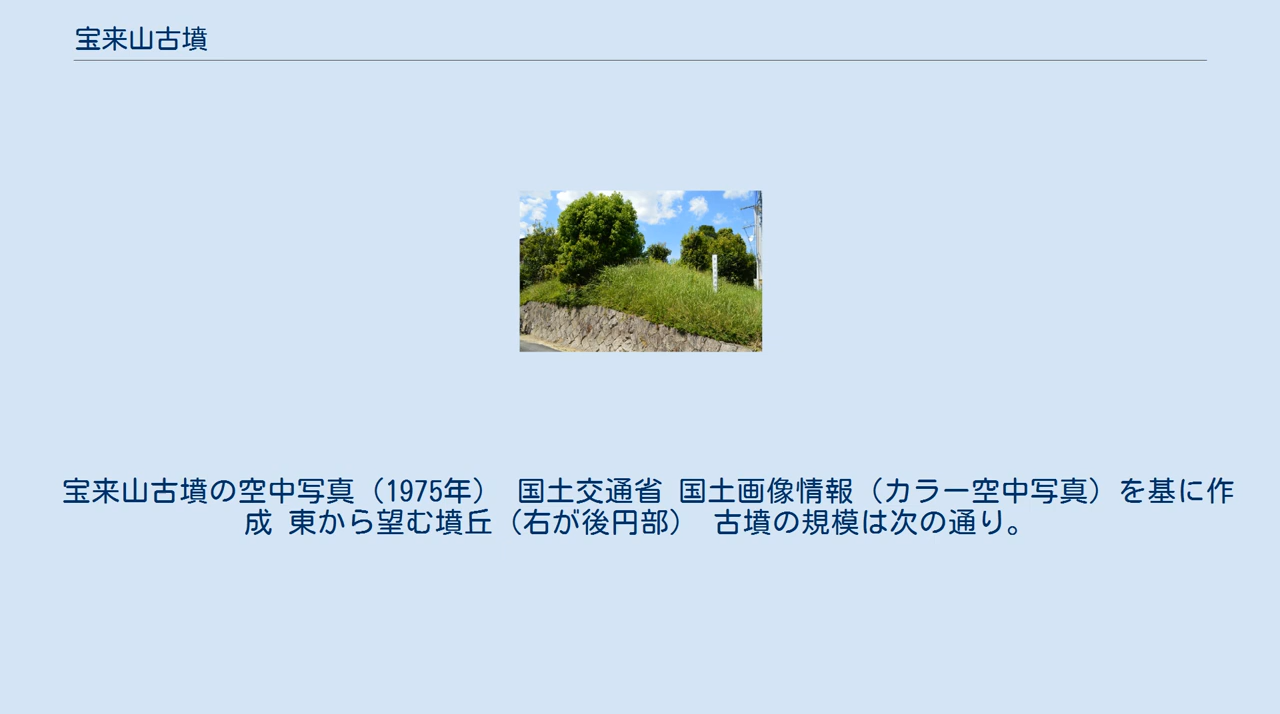 宝来山古墳
宝来山古墳の空中写真（1975年） 国土交通省 国土画像情報（カラー空中写真）を基に作
成 東から望む墳丘（右が後円部） 古墳の規模は次の通り。